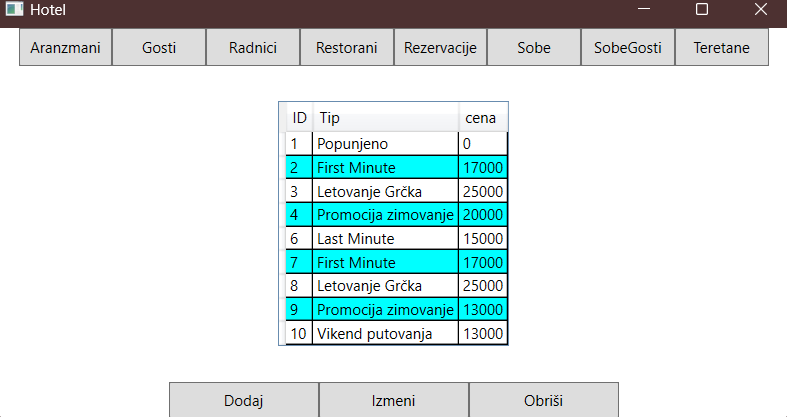 Hotel
Aranzmani Gosti Radnici Restorani Rezervacije Sobe SobeGosti Teretane
ID Tip cena
1 Popunjeno 0
2 First Minute 17000
3 Letovanje Grčka 25000
4 Promocija zimovanje 20000
6 Last Minute 15000
7 First Minute 17000
8 Letovanje Grčka 25000
9 Promocija zimovanje 13000
10 Vikend putovanja 13000
Dodaj Izmeni Obriši